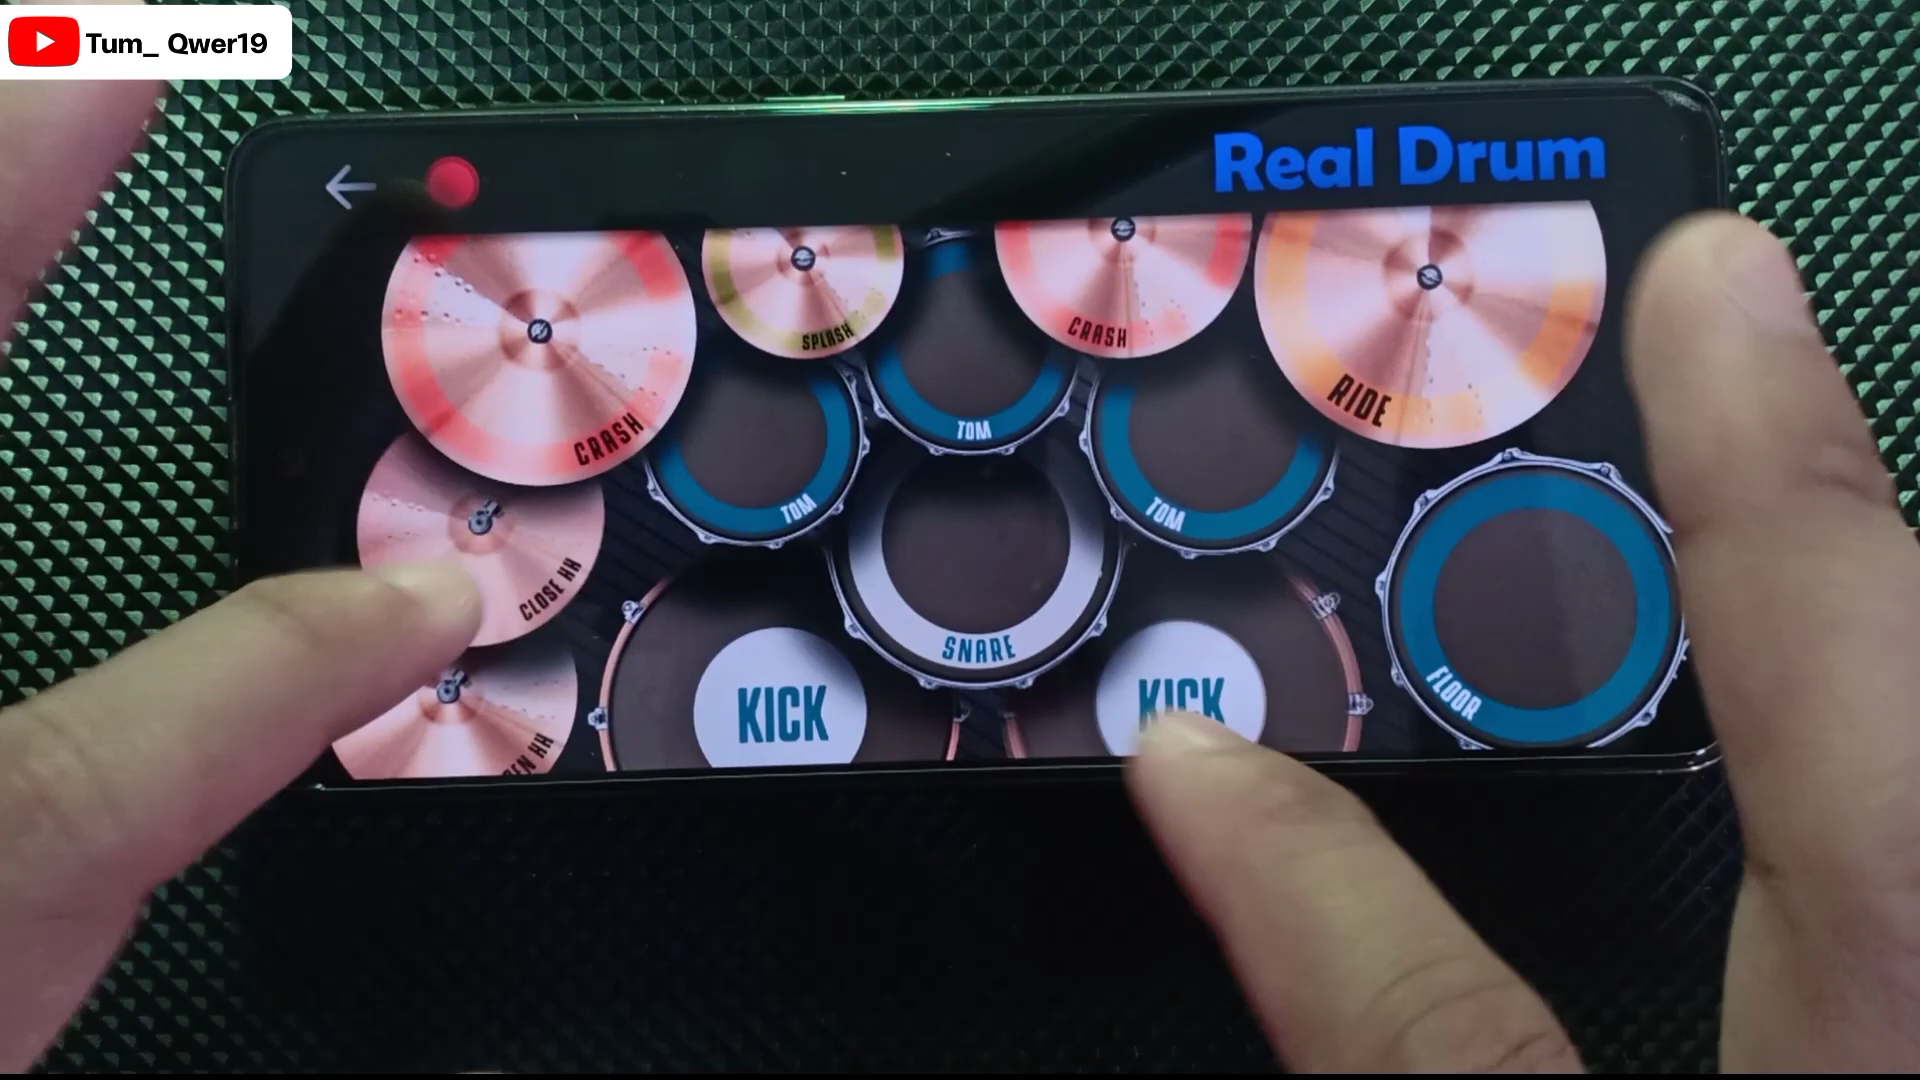 Tum_ Qwer19
Real Drum
SPLASH
CRASH
RIDE
CRASH
TOM
TOM
TOM
CLOSE HH
SNARE
KICK
KICK
FLOOR